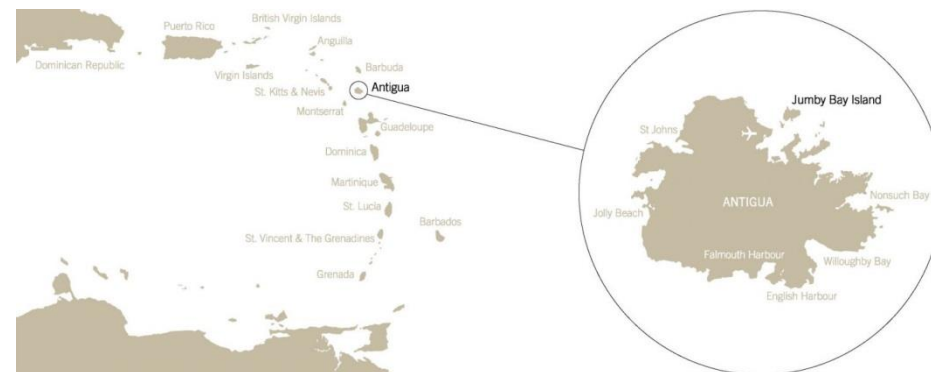 British Virgin Islands
Puerto Rico
Anguilla
Dominican Republic
Virgin Islands
Barbuda
St. Kitts & Nevis
Antigua
Montserrat
Guadeloupe
Dominica
Martinique
St. Lucia
Barbados
St. Vincent & The Grenadines
Grenada
Jumby Bay Island
St Johns
ANTIGUA
Nonsuch Bay
Jolly Beach
Falmouth Harbour
Willoughby Bay
English Harbour